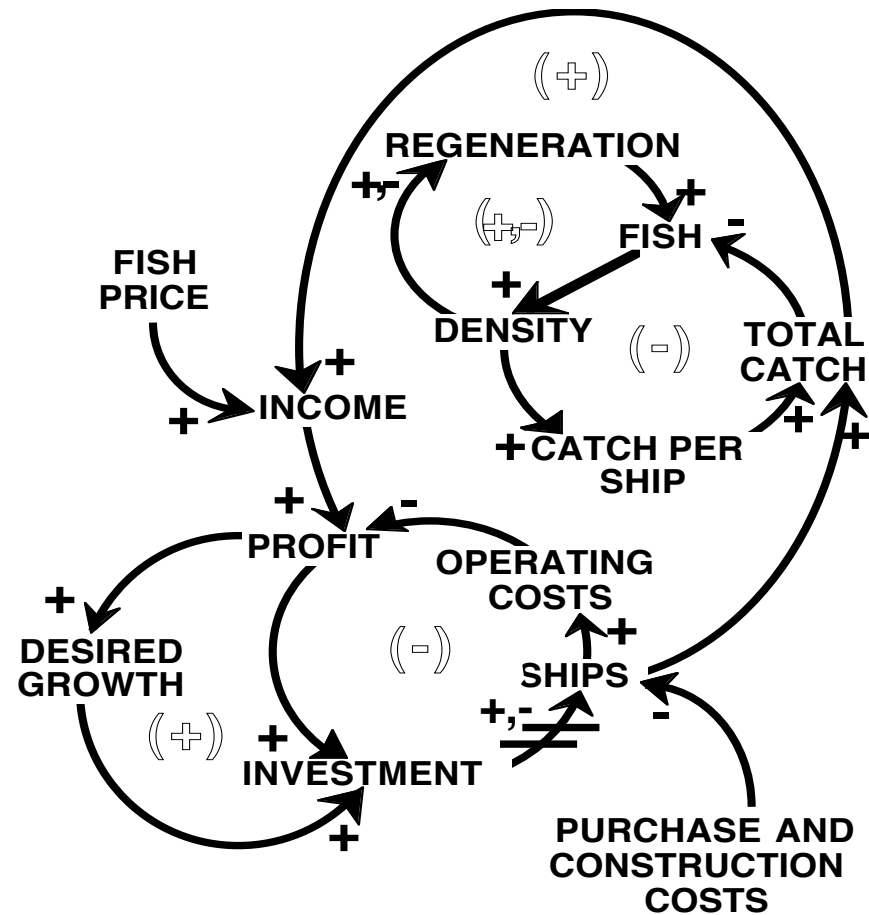 (+)
REGENERATION
+,-
+
(+,-)
-
FISH
FISH
PRICE
+
DENSITY
(-)
TOTAL
CATCH
+
+
INCOME
+
+
+
CATCH PER
SHIP
+
-
PROFIT
OPERATING
COSTS
+
+
(-)
DESIRED
GROWTH
SHIPS
+,-
-
(+)
+
INVESTMENT
+
PURCHASE AND
CONSTRUCTION
COSTS